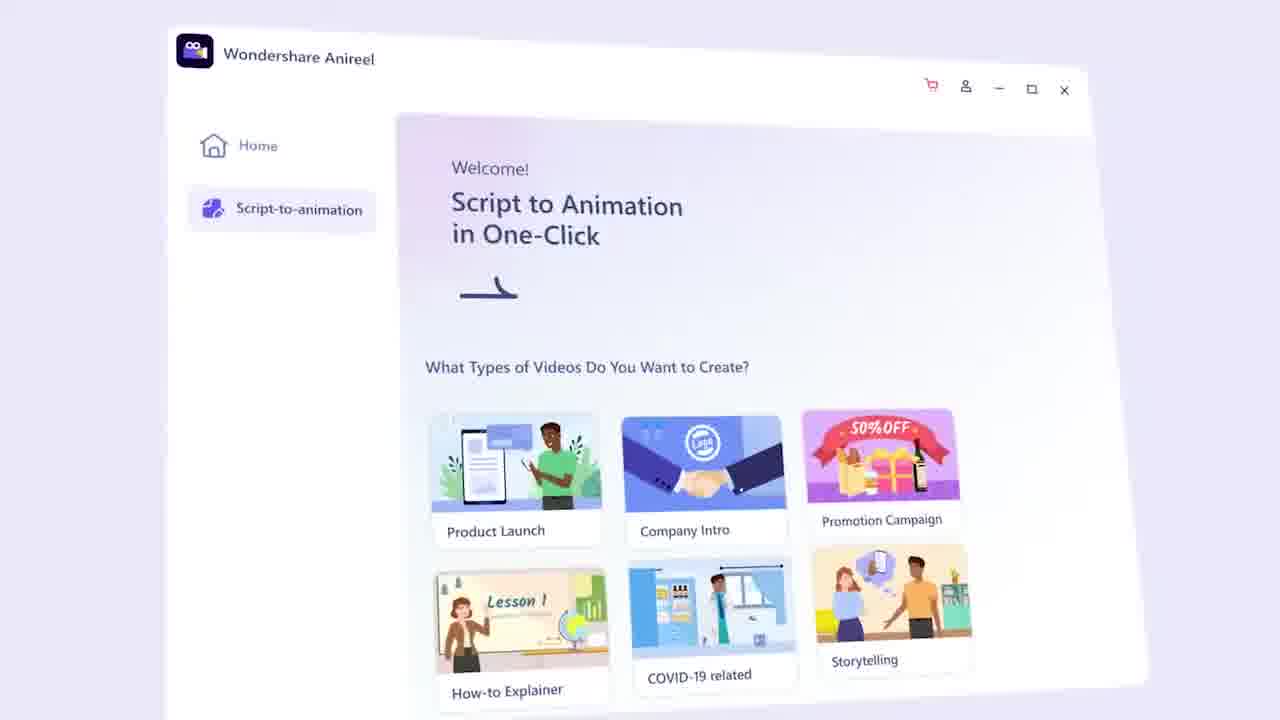 Wondershare Anireel
Home
Script-to-animation
Welcome!
Script to Animation
in One-Click
What Types of Videos Do You Want to Create?
Logo
50%OFF
Product Launch
Company Intro
Promotion Campaign
Lesson 1
How-to Explainer
COVID-19 related
Storytelling